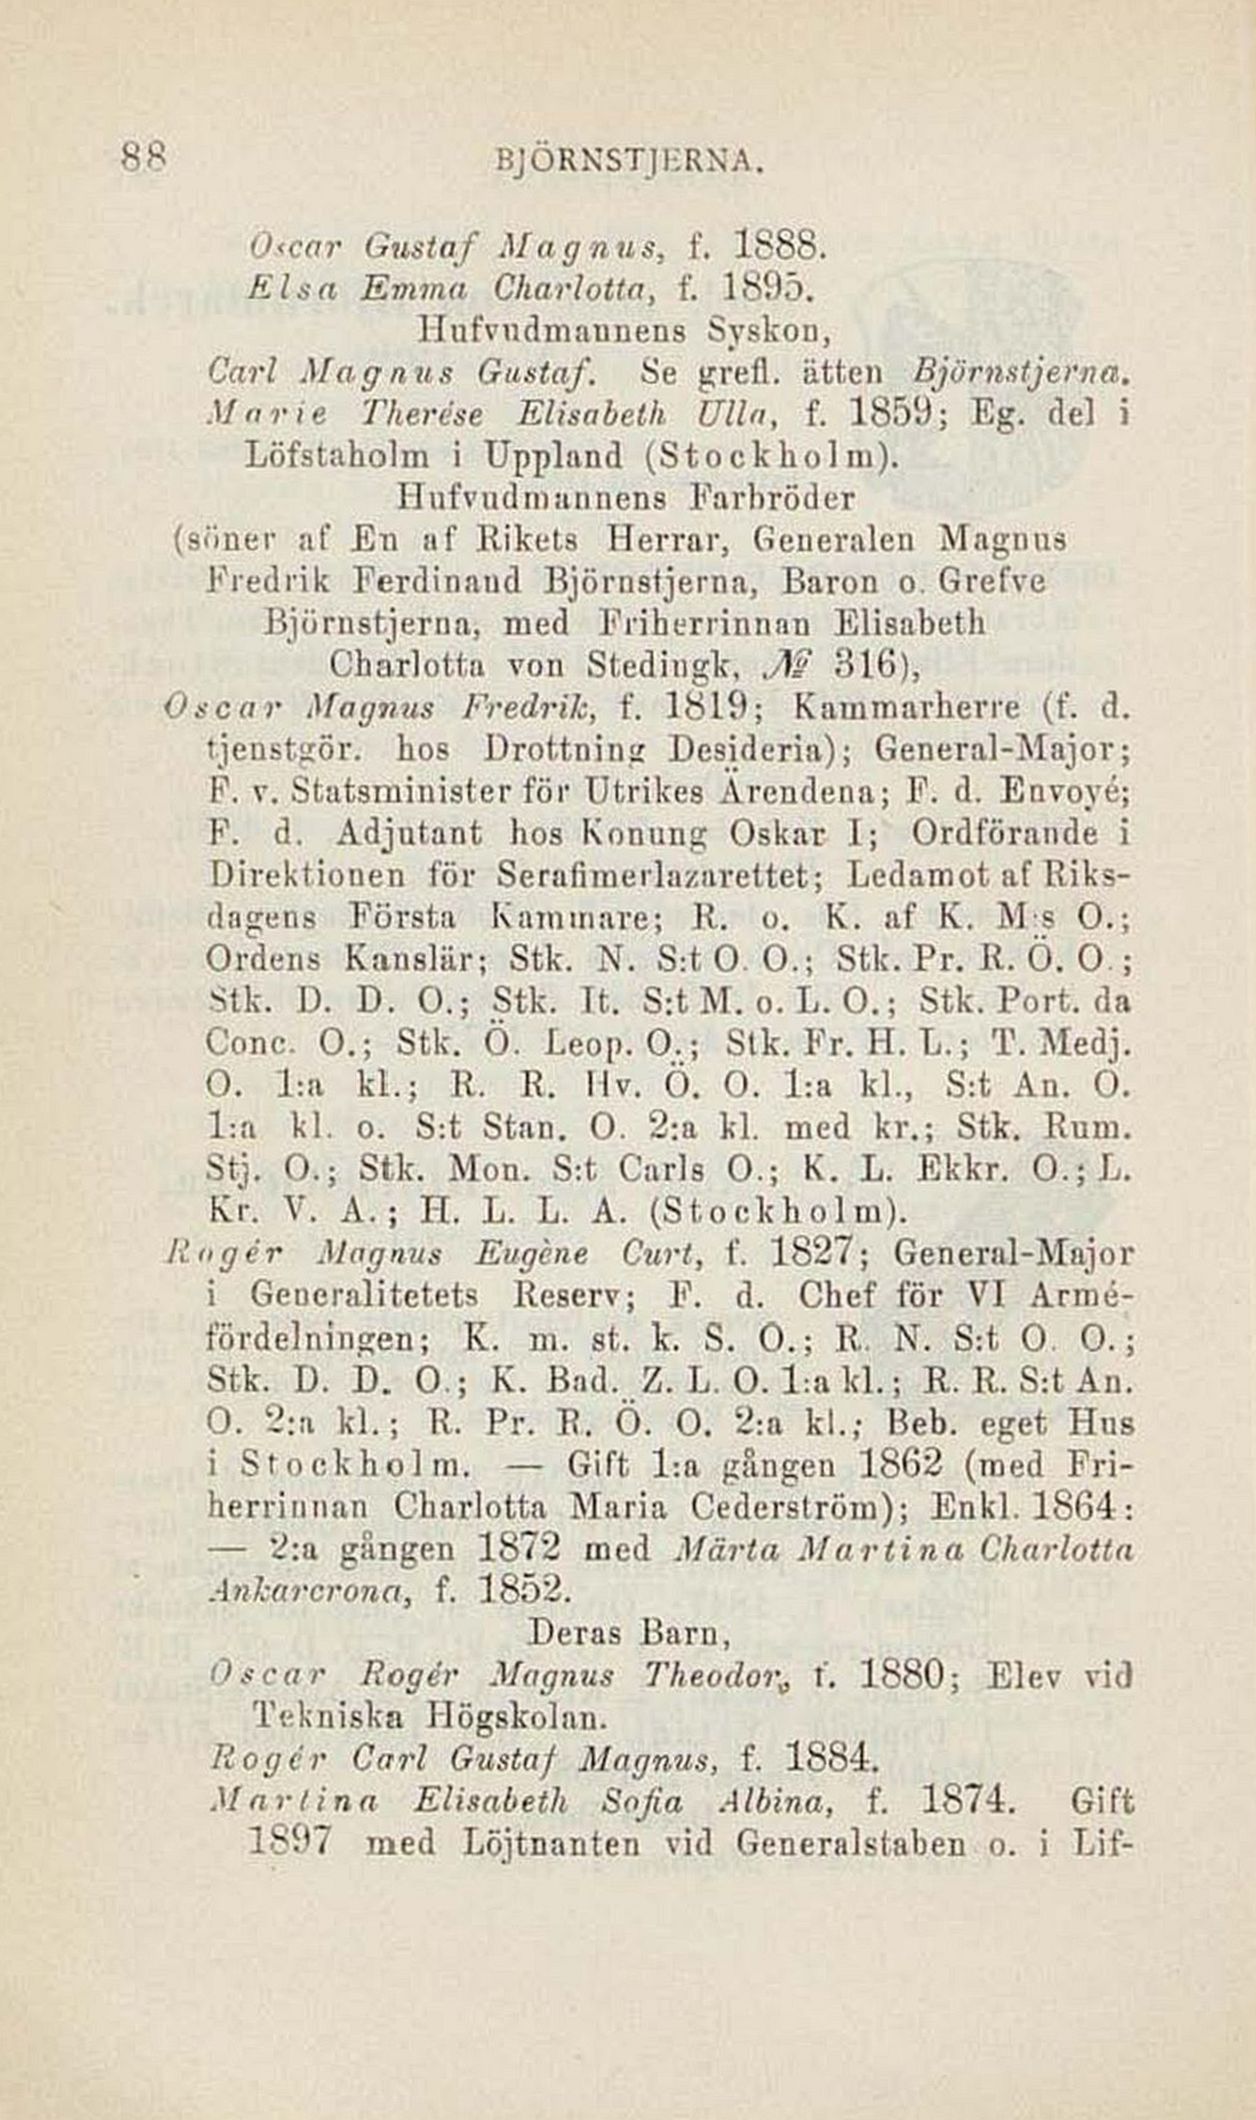 88 BJÖRNSTJERNA.
Oscar Gustaf Magnus, f. 1888.
Elsa Emma Charlotta, f. 1895.
Hufvudmannens Syskon,
Carl Magnus Gustaf. Se grefl. ätten Björnstjerna.
Marie Therése Elisabeth Ulla, f. 1859; Eg. del i
Löfstaholm i Uppland (Stockholm).
Hufvudmannens Farbröder
(söner af En af Rikets Herrar, Generalen Magnus
Fredrik Ferdinand Björnstjerna, Baron o. Grefve
Björnstjerna, med Friherrinnan Elisabeth
Charlotta von Stedingk, № 316),
Oscar Magnus Fredrik, f. 1819; Kammarherre (f. d.
tjenstgör. hos Drottning Desideria); General-Major;
F. v. Statsminister för Utrikes Ärendena; F. d. Envoyé;
F. d. Adjutant hos Konung Oskar I; Ordförande i
Direktionen för Serafimerlazarettet; Ledamot af Riks-
dagens Första Kammare; R. o. K. af K. M:s O.;
Ordens Kanslär; Stk. N. S:t O. O.; Stk. Pr. R. Ö. O.;
Stk. D. D. O.; Stk. It. S:t M. o. L. O.; Stk. Port. da
Conc. O.; Stk. Ö. Leop. O.; Stk. Fr. H. L.; T. Medj.
O. 1:a kl.; R. R. Hv. Ö. O. 1:a kl., S:t An. O.
1:a kl. o. S:t Stan. O. 2:a kl. med kr.; Stk. Rum.
Stj. O.; Stk. Mon. S:t Carls O.; K. L. Ekkr. O.; L.
Kr. V. A.; H. L. L. A. (Stockholm).
Rogér Magnus Eugène Curt, f. 1827; General-Major
i Generalitetets Reserv; F. d. Chef för VI Armé-
fördelningen; K. m. st. k. S. O.; R. N. S:t O. O.;
Stk. D. D. O.; K. Bad. Z. L. O. 1:a kl.; R. R. S:t An.
O. 2:a kl.; R. Pr. R. Ö. O. 2:a kl.; Beb. eget Hus
i Stockholm. — Gift 1:a gången 1862 (med Fri-
herrinnan Charlotta Maria Cederström); Enkl. 1864:
— 2:a gången 1872 med Märta Martina Charlotta
Ankarcrona, f. 1852.
Deras Barn,
Oscar Rogér Magnus Theodor, f. 1880; Elev vid
Tekniska Högskolan.
Rogér Carl Gustaf Magnus, f. 1884.
Martina Elisabeth Sofia Albina, f. 1874. Gift
1897 med Löjtnanten vid Generalstaben o. i Lif-